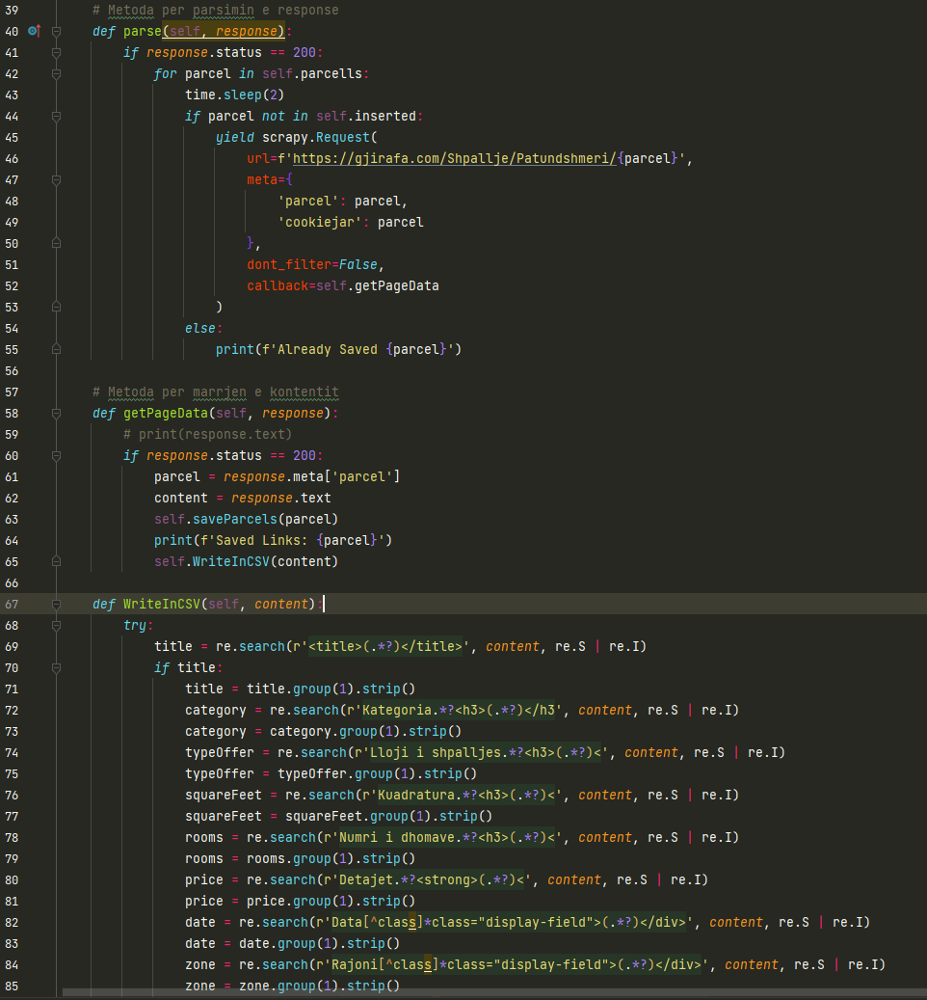 39 # Metoda per parsimin e response
40 def parse(self, response):
41 if response.status == 200:
42 for parcel in self.parcells:
43 time.sleep(2)
44 if parcel not in self.inserted:
45 yield scrapy.Request(
46 url=f'https://gjirafa.com/Shpallje/Patundshmeri/{parcel}',
47 meta={
48 'parcel': parcel,
49 'cookiejar': parcel
50 },
51 dont_filter=False,
52 callback=self.getPageData
53 )
54 else:
55 print(f'Already Saved {parcel}')
56
57 # Metoda per marrjen e kontentit
58 def getPageData(self, response):
59 # print(response.text)
60 if response.status == 200:
61 parcel = response.meta['parcel']
62 content = response.text
63 self.saveParcels(parcel)
64 print(f'Saved Links: {parcel}')
65 self.WriteInCSV(content)
66
67 def WriteInCSV(self, content):
68 try:
69 title = re.search(r'<title>(.*?)</title>', content, re.S | re.I)
70 if title:
71 title = title.group(1).strip()
72 category = re.search(r'Kategoria.*?<h3>(.*?)</h3', content, re.S | re.I)
73 category = category.group(1).strip()
74 typeOffer = re.search(r'Lloji i shpalljes.*?<h3>(.*?)<', content, re.S | re.I)
75 typeOffer = typeOffer.group(1).strip()
76 squareFeet = re.search(r'Kuadratura.*?<h3>(.*?)<', content, re.S | re.I)
77 squareFeet = squareFeet.group(1).strip()
78 rooms = re.search(r'Numri i dhomave.*?<h3>(.*?)<', content, re.S | re.I)
79 rooms = rooms.group(1).strip()
80 price = re.search(r'Detajet.*?<strong>(.*?)<', content, re.S | re.I)
81 price = price.group(1).strip()
82 date = re.search(r'Data[^class]*class="display-field">(.*?)</div>', content, re.S | re.I)
83 date = date.group(1).strip()
84 zone = re.search(r'Rajoni[^class]*class="display-field">(.*?)</div>', content, re.S | re.I)
85 zone = zone.group(1).strip()